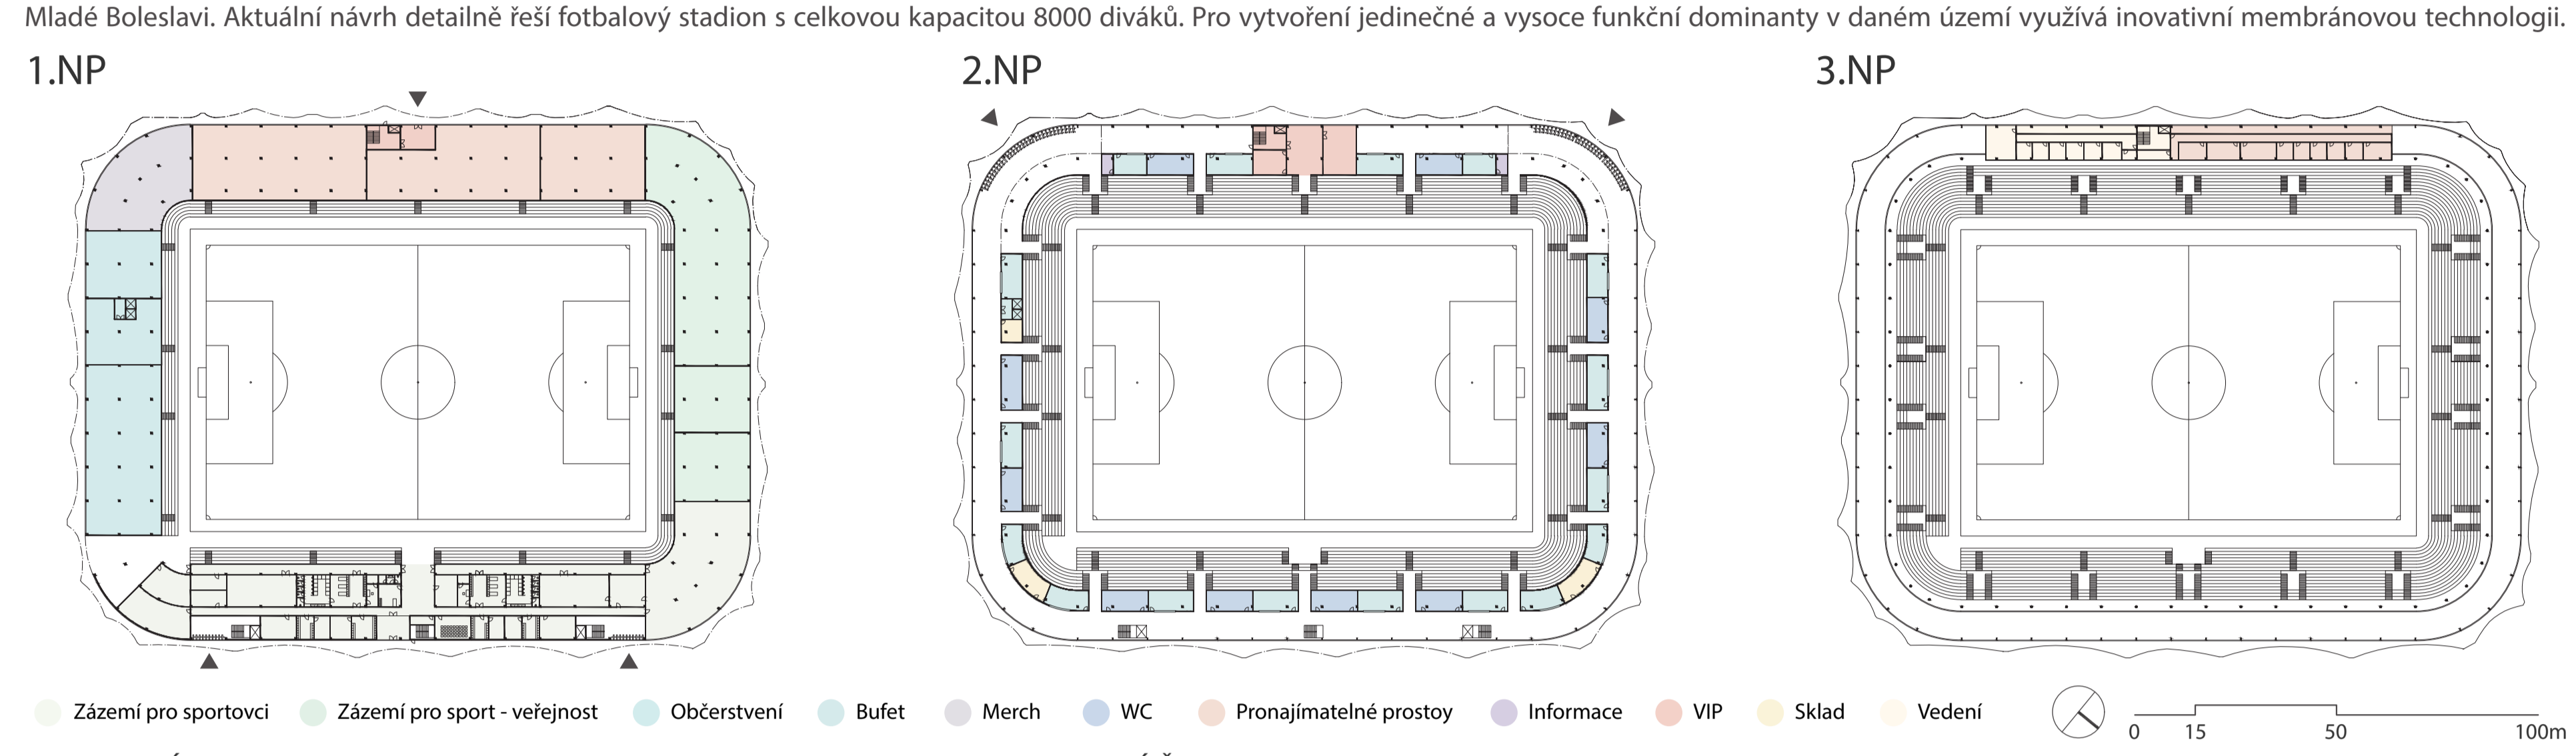 Mladé Boleslavi. Aktuální návrh detailně řeší fotbalový stadion s celkovou kapacitou 8000 diváků. Pro vytvoření jedinečné a vysoce funkční dominanty v daném území využívá inovativní membránovou technologii.
1.NP 2.NP 3.NP
Zázemí pro sportovci Zázemí pro sport - veřejnost Občerstvení Bufet Merch WC Pronajímatelné prostoy Informace VIP Sklad Vedení
0 15 50 100m